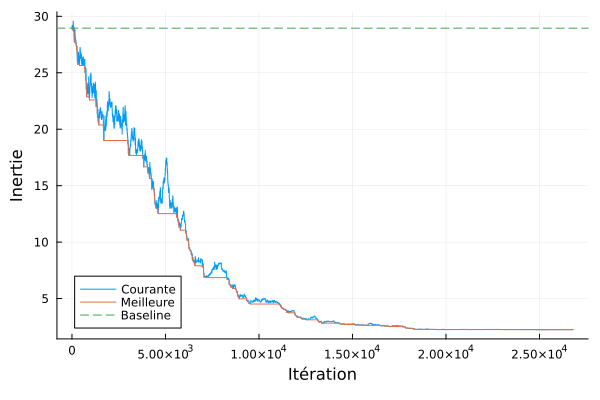 30
25
20
15
10
5
Inertie
Courante
Meilleure
Baseline
0 5.00×10³ 1.00×10⁴ 1.50×10⁴ 2.00×10⁴ 2.50×10⁴
Itération